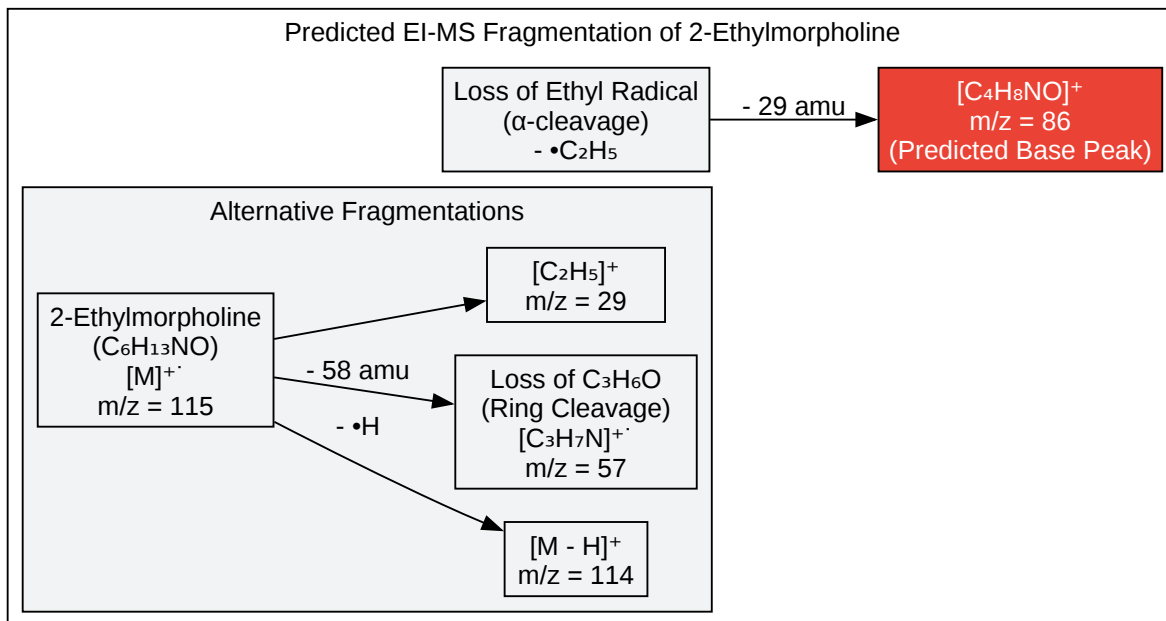 Predicted EI-MS Fragmentation of 2-Ethylmorpholine
Loss of Ethyl Radical
(α-cleavage)
- •C₂H₅
- 29 amu
[C₄H₈NO]⁺
m/z = 86
(Predicted Base Peak)
Alternative Fragmentations
2-Ethylmorpholine
(C₆H₁₃NO)
[M]⁺˙
m/z = 115
[C₂H₅]⁺
m/z = 29
- 58 amu
Loss of C₃H₆O
(Ring Cleavage)
[C₃H₇N]⁺˙
m/z = 57
- •H
[M - H]⁺
m/z = 114